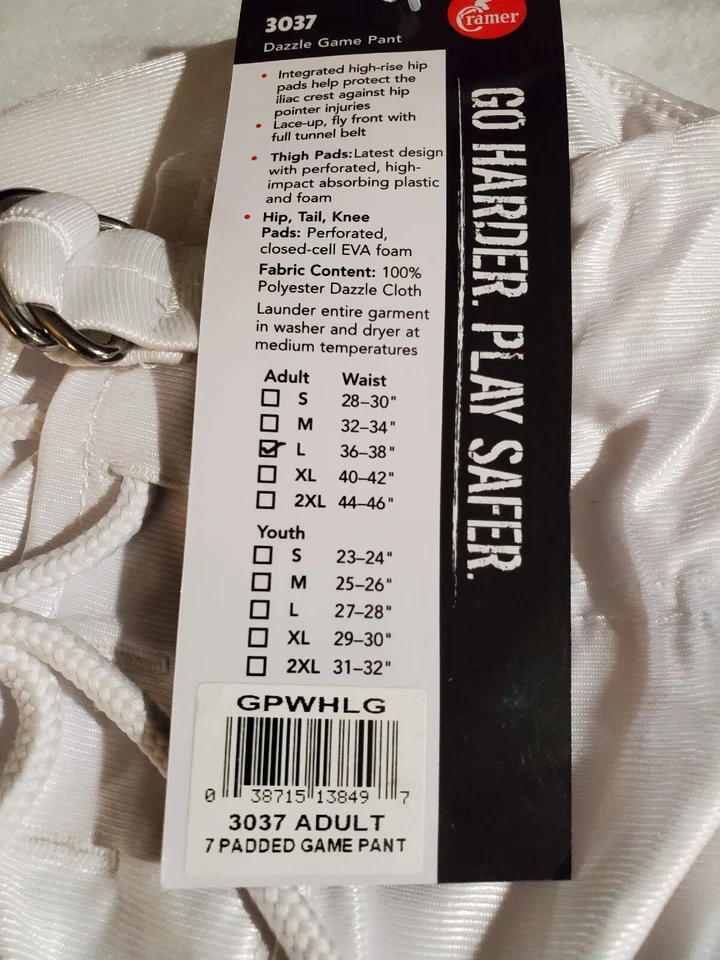 3037
Dazzle Game Pant
Cramer
• Integrated high-rise hip
pads help protect the
iliac crest against hip
pointer injuries
• Lace-up, fly front with
full tunnel belt
• Thigh Pads: Latest design
with perforated, high-
impact absorbing plastic
and foam
• Hip, Tail, Knee
Pads: Perforated,
closed-cell EVA foam
Fabric Content: 100%
Polyester Dazzle Cloth
Launder entire garment
in washer and dryer at
medium temperatures
Adult Waist
S 28–30"
M 32–34"
L 36–38"
XL 40–42"
2XL 44–46"
Youth
S 23–24"
M 25–26"
L 27–28"
XL 29–30"
2XL 31–32"
GPWHLG
0 38715 13849 7
3037 ADULT
7 PADDED GAME PANT
GO HARDER. PLAY SAFER.